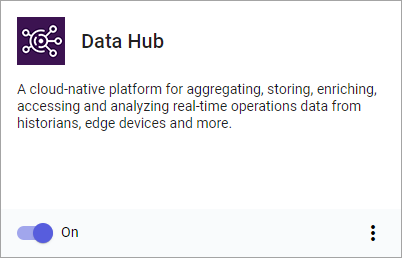 Data Hub
A cloud-native platform for aggregating, storing, enriching,
accessing and analyzing real-time operations data from
historians, edge devices and more.
On